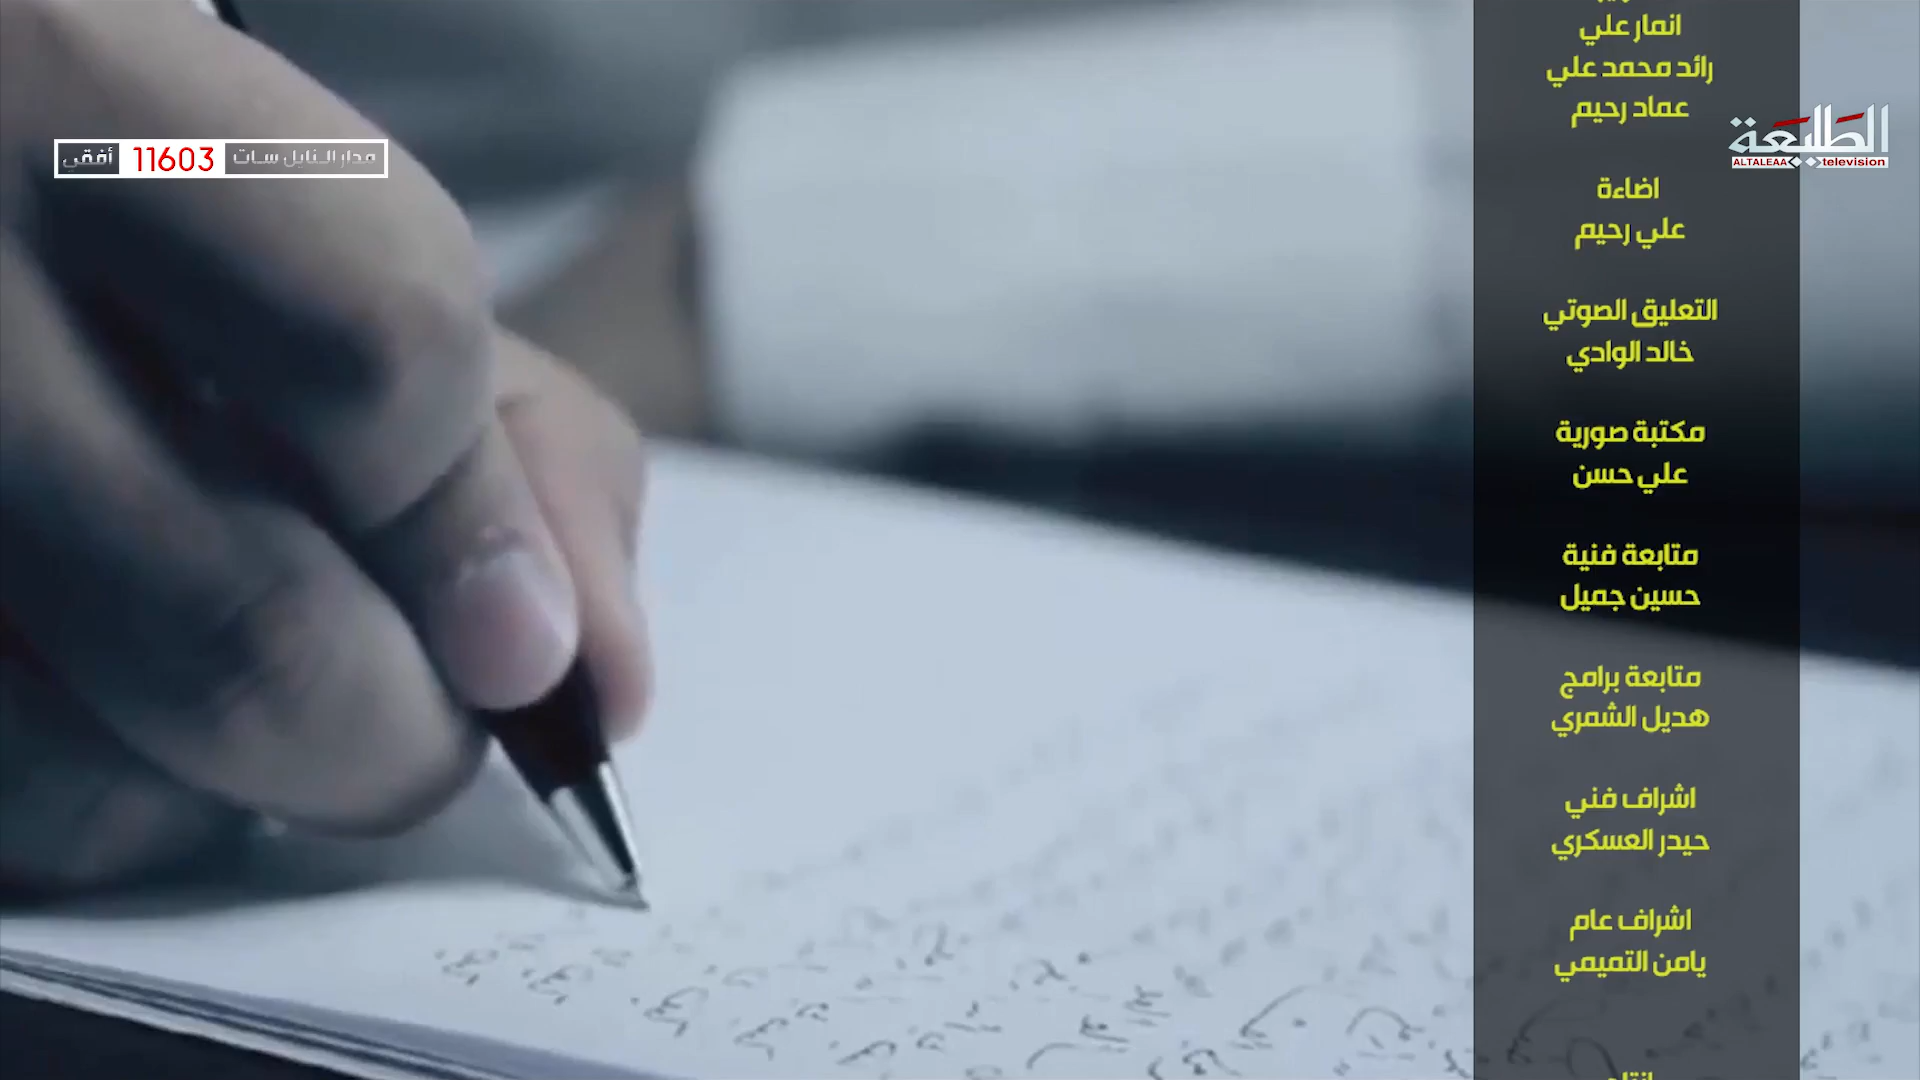 انمار علي
رائد محمد علي
عماد رحيم
الطليعة
ALTALEAA television
مدار النايل سات 11603 أفقي
اضاءة
علي رحيم
التعليق الصوتي
خالد الوادي
مكتبة صورية
علي حسن
متابعة فنية
حسين جميل
متابعة برامج
هديل الشمري
اشراف فني
حيدر العسكري
اشراف عام
يامن التميمي